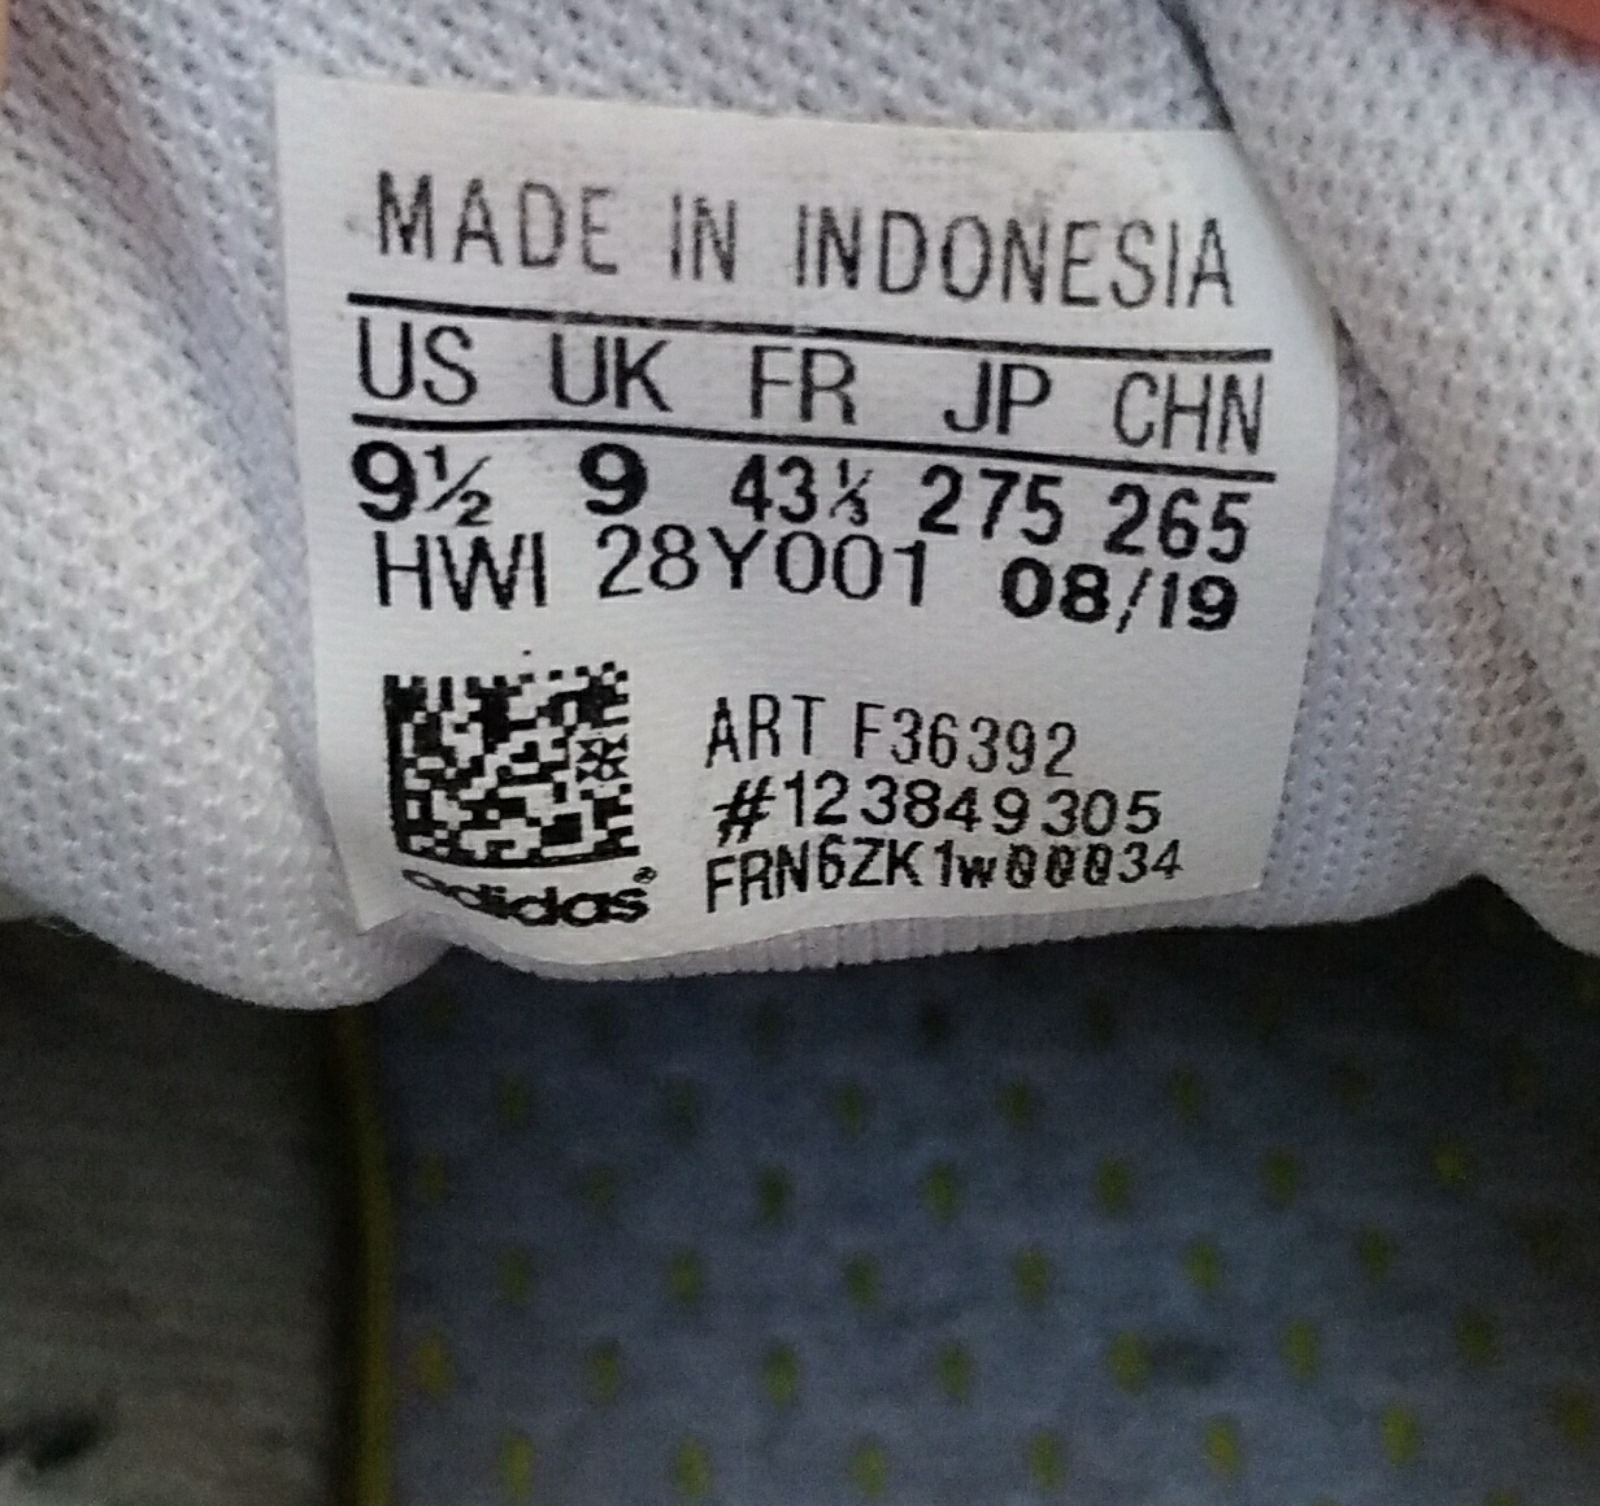 MADE IN INDONESIA
US UK FR JP CHN
9½ 9 43⅓ 275 265
HWI 28Y001 08/19
ART F36392
#123849305
FRN6ZK1w00034
adidas®